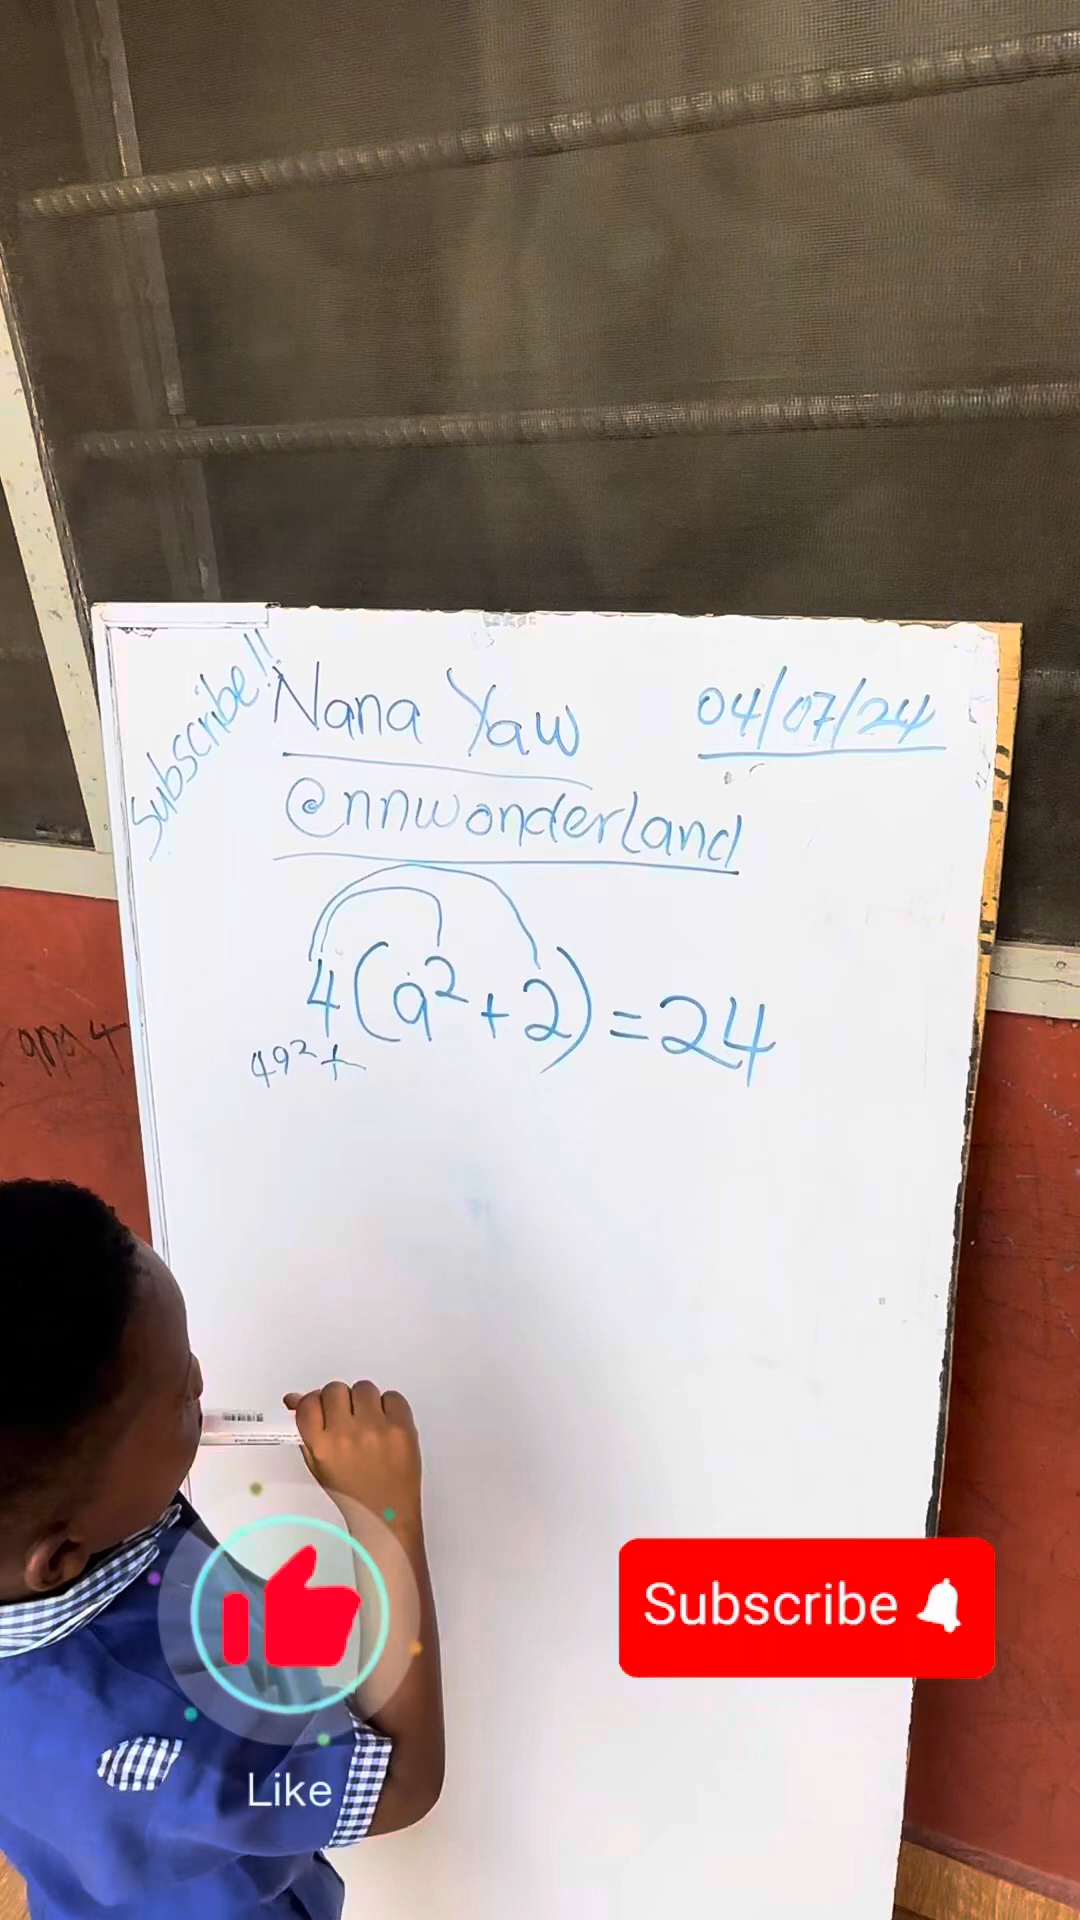 Subscribe!!
Nana Yaw 04/07/24
@nnwonderland
4(a²+2)=24
4a²+
Subscribe
Like